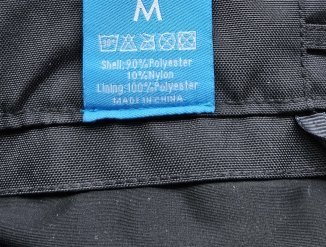 M
Shell: 90%Polyester
10%Nylon
Lining: 100%Polyester
MADE IN CHINA